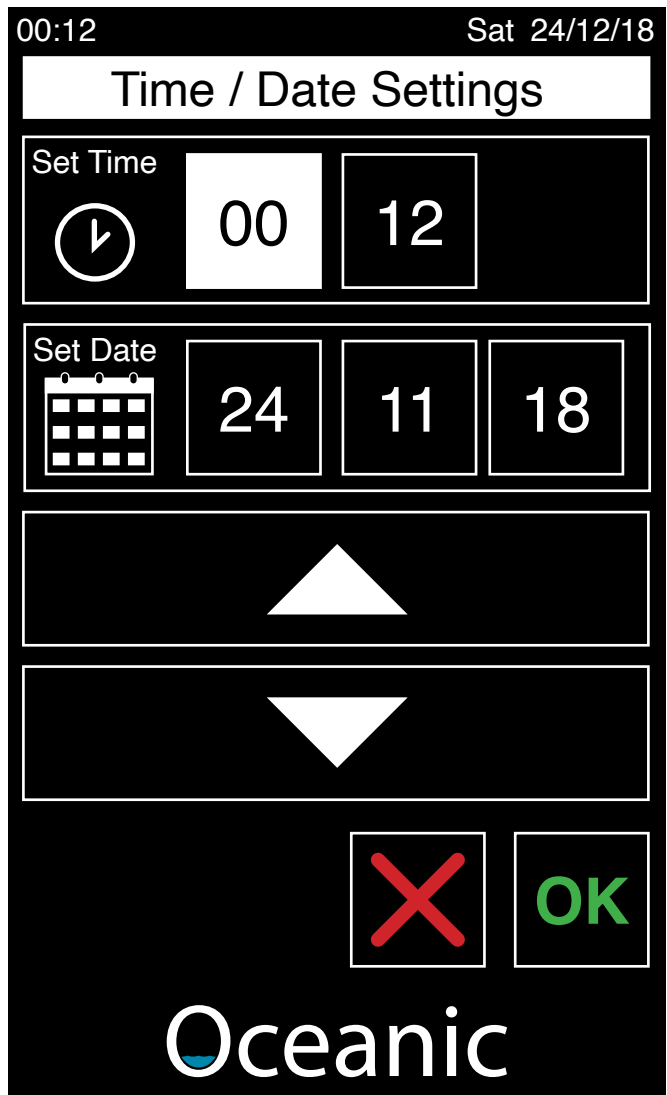 00:12 Sat 24/12/18
Time / Date Settings
Set Time
00 12
Set Date
24 11 18
OK
Oceanic